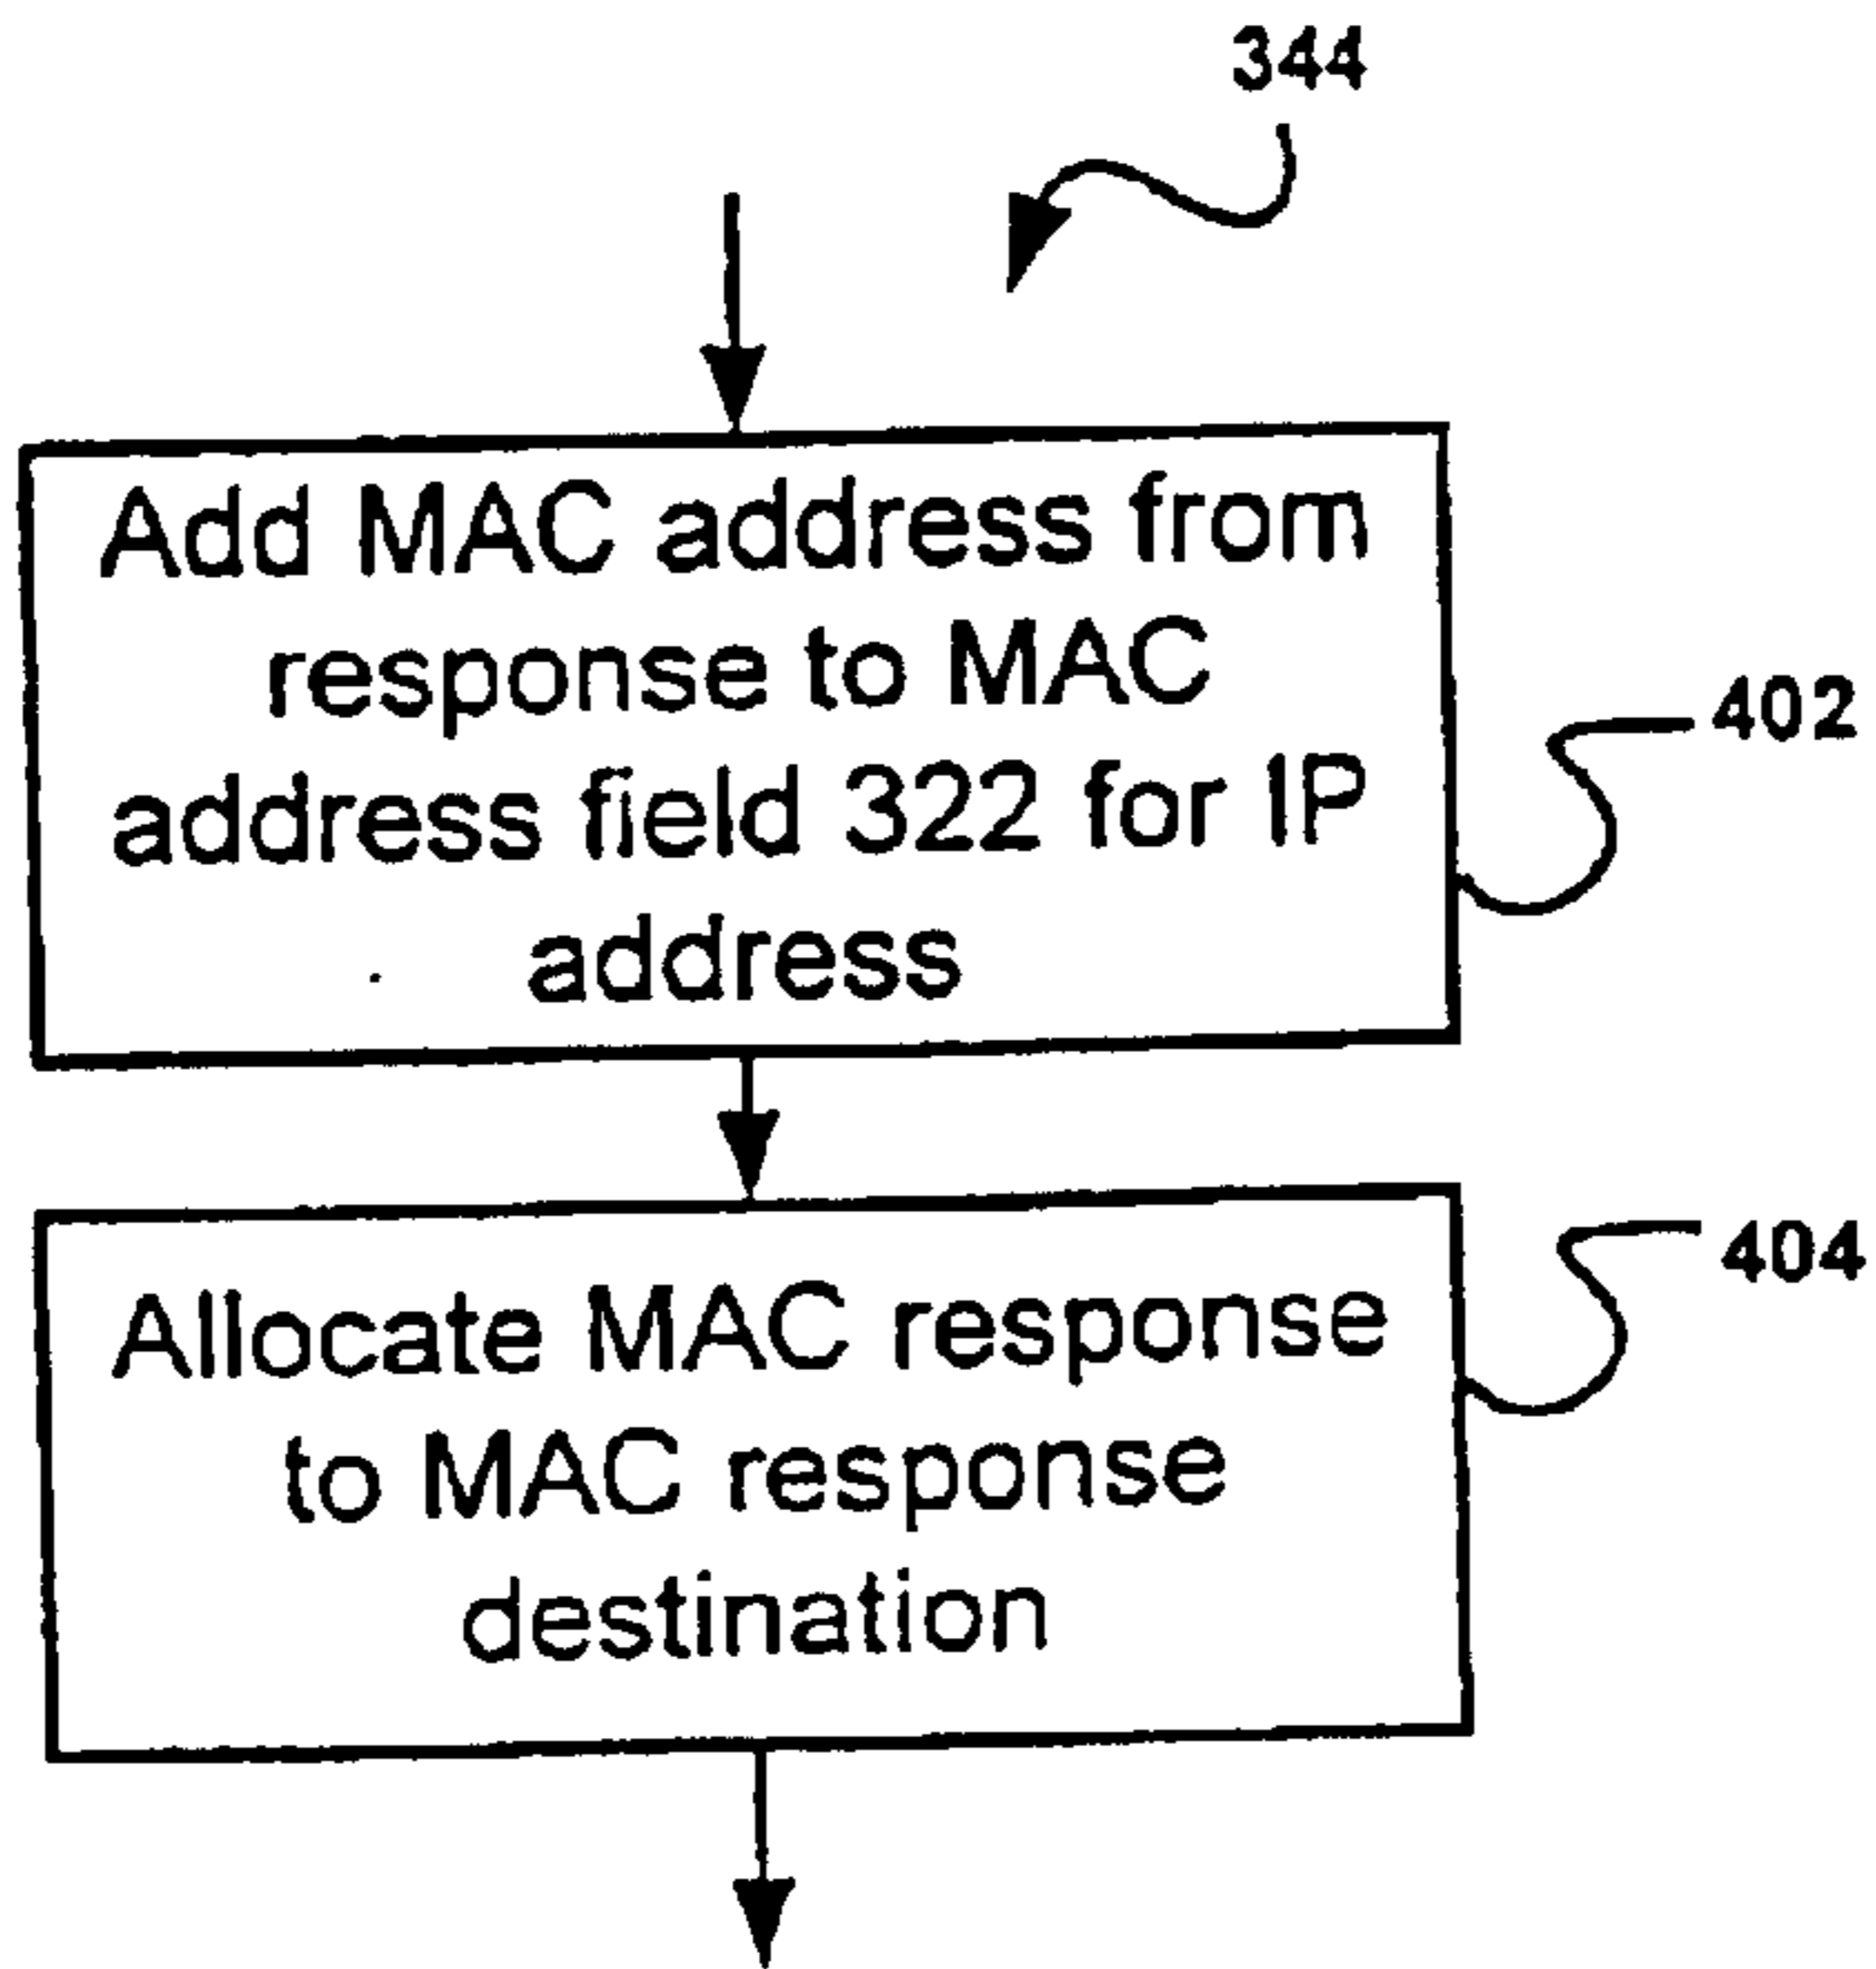 344
Add MAC address from
response to MAC
address field 322 for IP
address
402
Allocate MAC response
to MAC response
destination
404